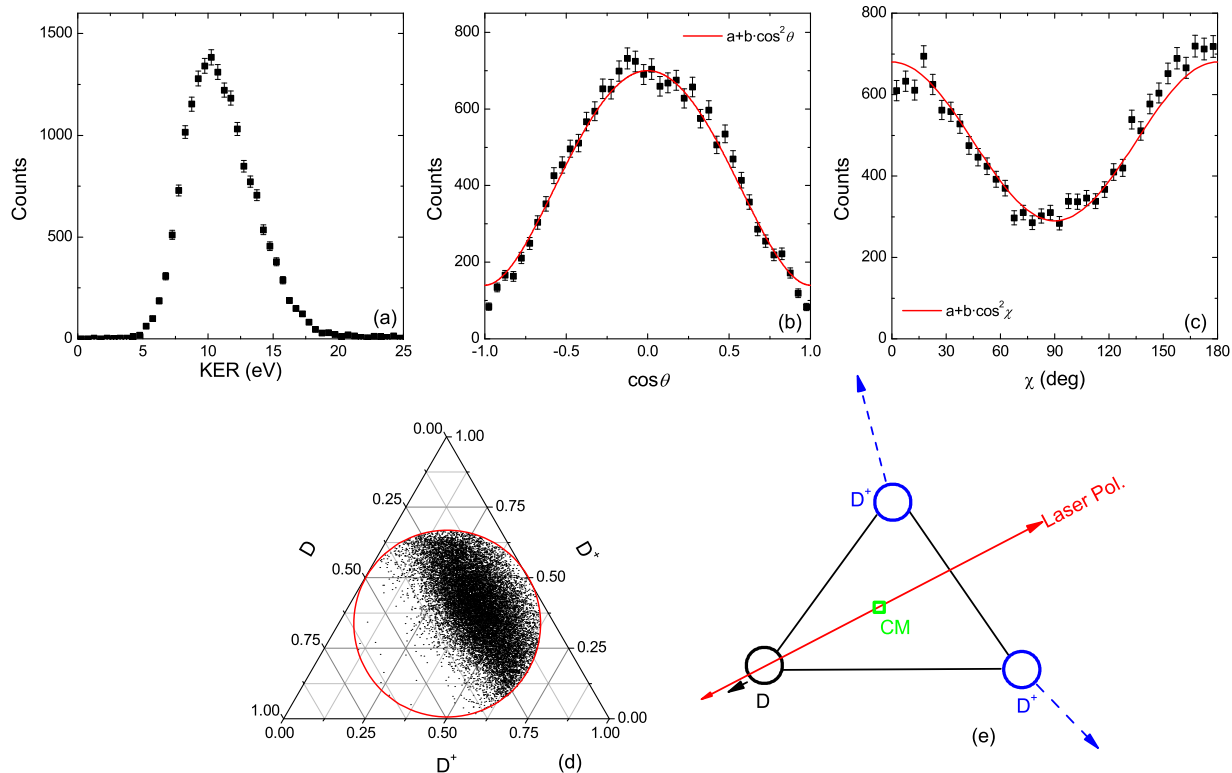 1500
1000
500
0
Counts
0
5
10
15
20
25
KER (eV)
(a)
800
600
400
200
0
Counts
-1.0
-0.5
0.0
0.5
1.0
cosθ
a+b·cos²θ
(b)
800
700
600
500
400
300
200
100
0
Counts
0
30
60
90
120
150
180
χ (deg)
a+b·cos²χ
(c)
0.00
0.25
0.50
0.75
1.00
D
1.00
0.75
0.50
0.25
0.00
D+
0.00
0.25
0.50
0.75
1.00
D+
(d)
D+
Laser Pol.
CM
D
D+
(e)